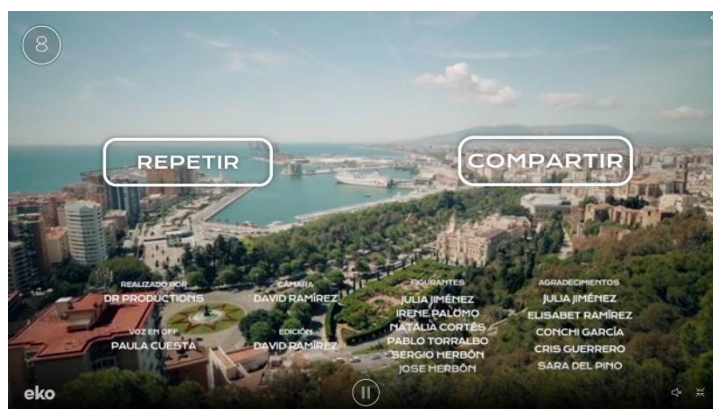 8
REPETIR
COMPARTIR
REALIZADO POR
DR PRODUCTIONS
VOZ EN OFF
PAULA CUESTA
CÁMARA
DAVID RAMÍREZ
EDICIÓN
DAVID RAMÍREZ
FIGURANTES
JULIA JIMÉNEZ
IRENE PALOMO
NATALIA CORTÉS
PABLO TORRALBO
SERGIO HERBÓN
JOSE HERBÓN
AGRADECIMIENTOS
JULIA JIMÉNEZ
ELISABET RAMÍREZ
CONCHI GARCÍA
CRIS GUERRERO
SARA DEL PINO
eko